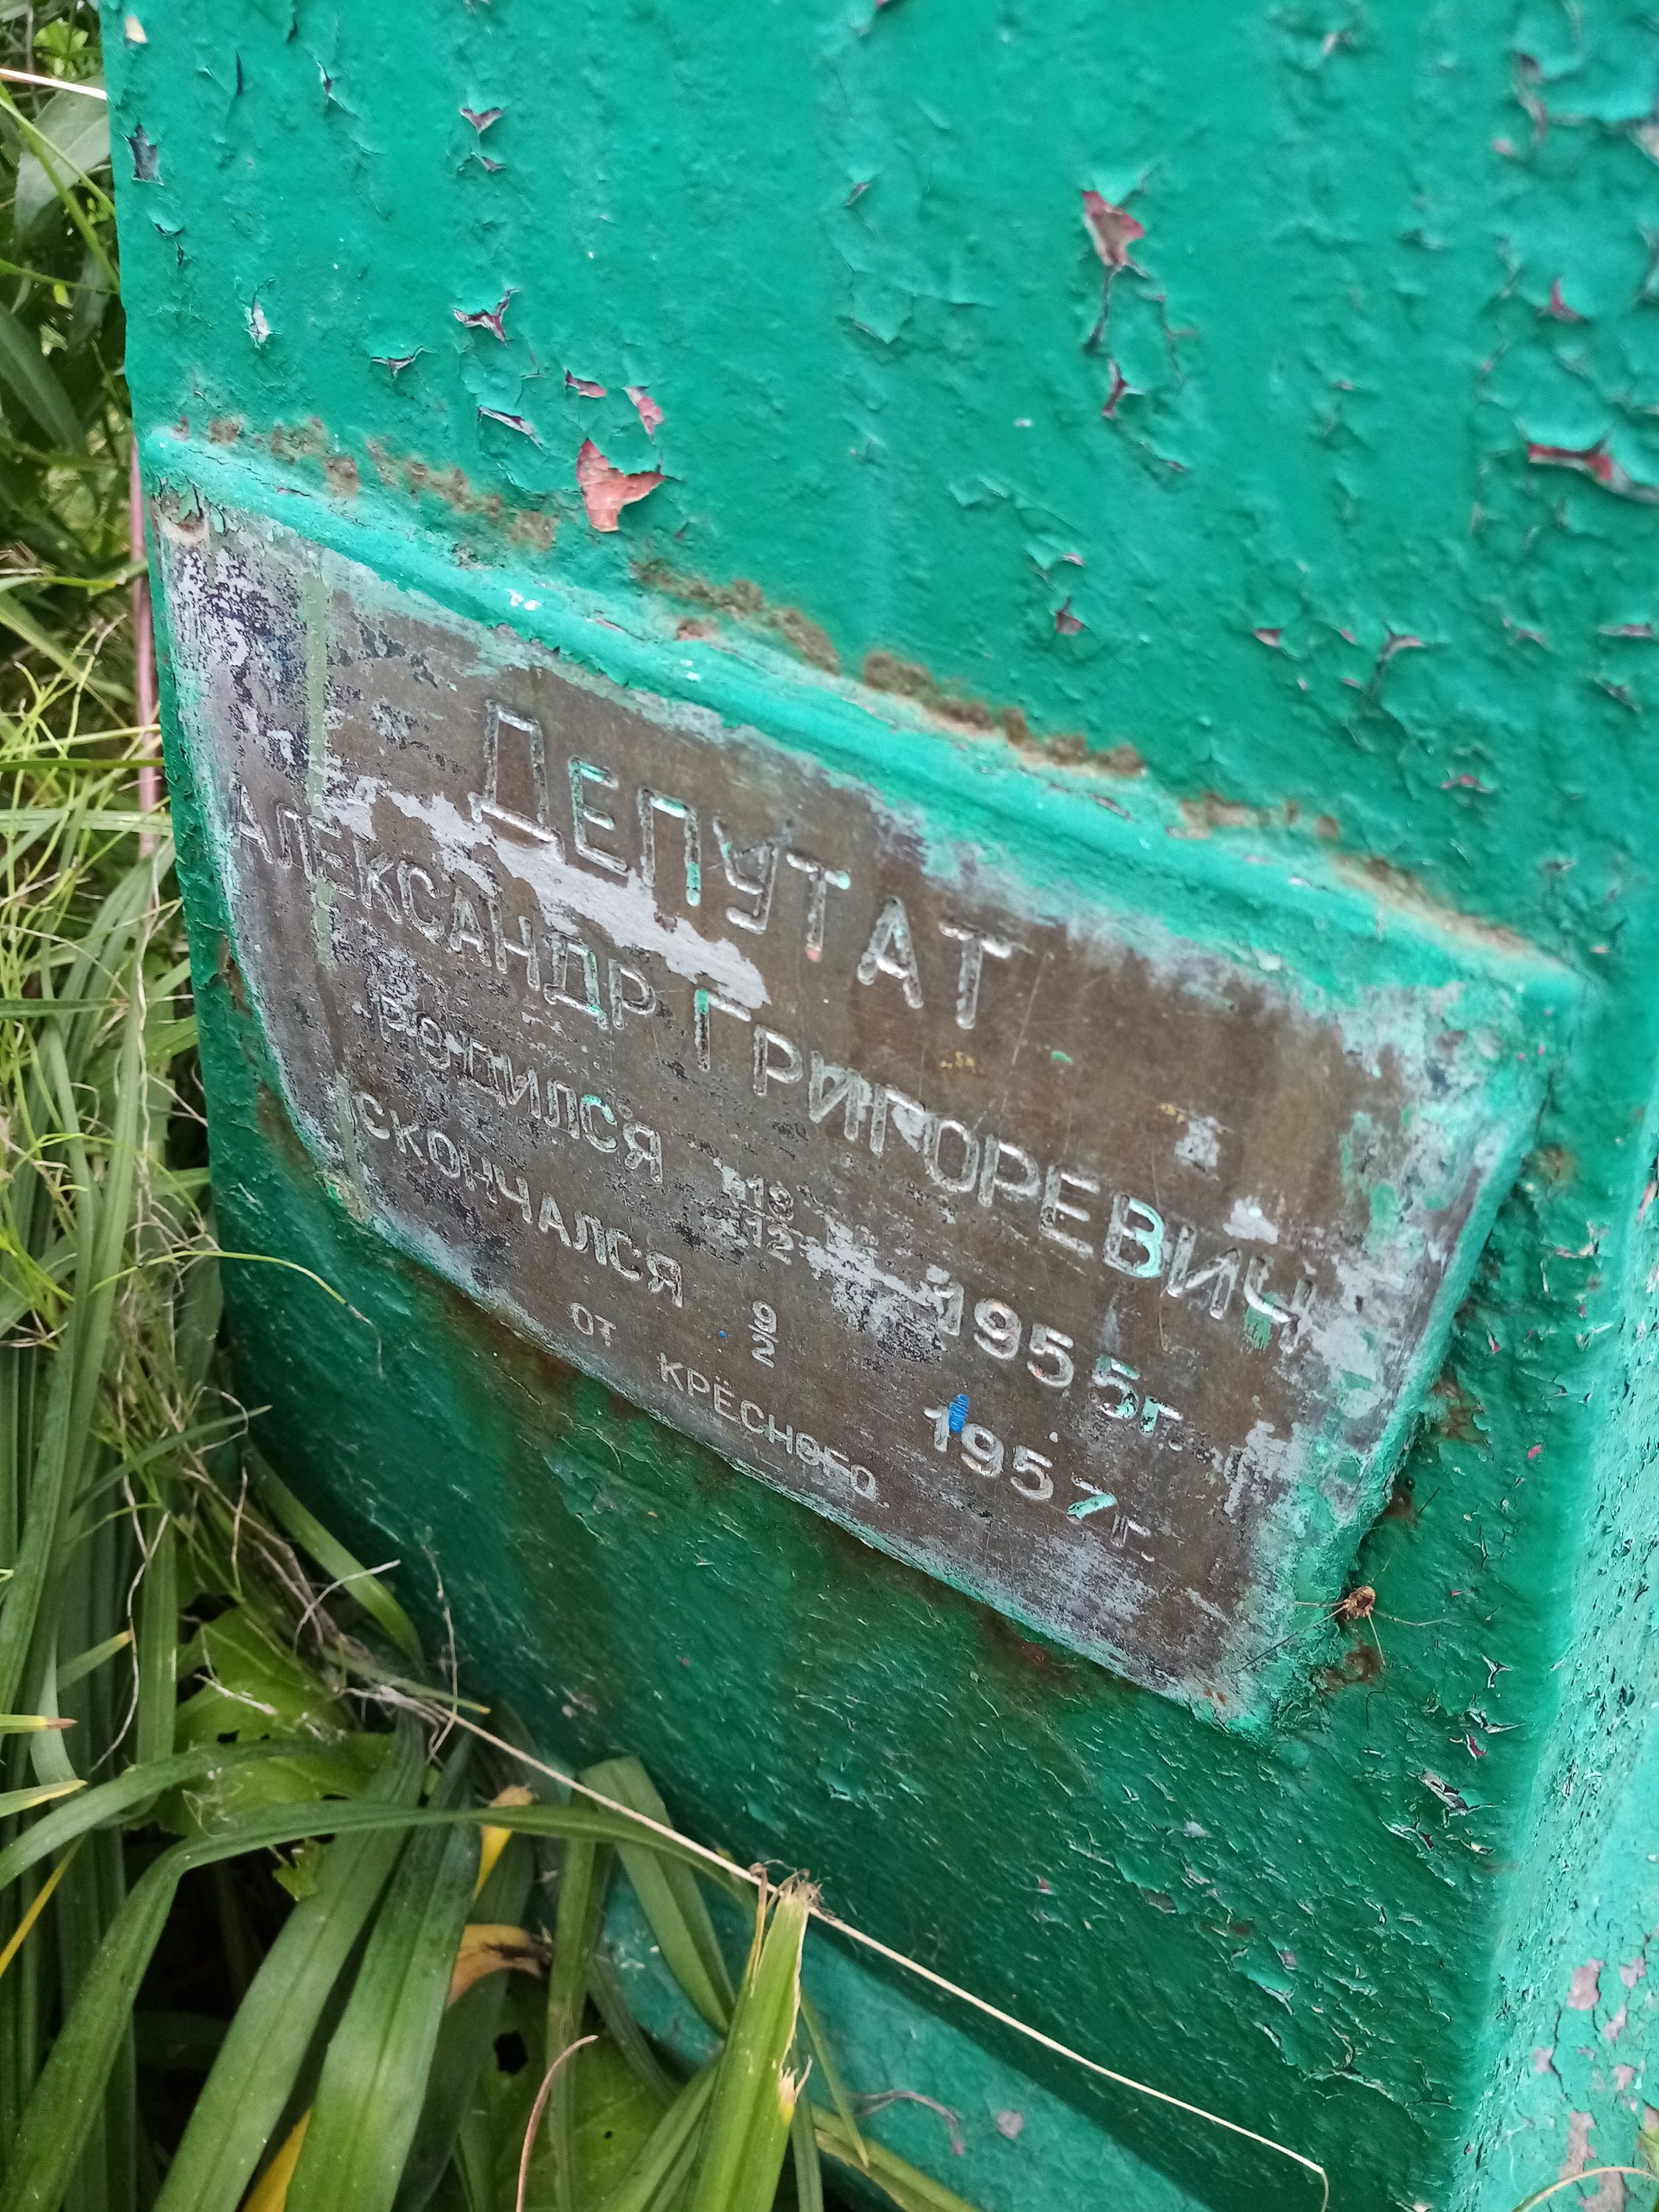 ДЕПУТАТ
АЛЕКСАНДР ГРИГОРЕВИЧ
РОДИЛСЯ 19/12 1955г.
СКОНЧАЛСЯ 9/2 1957г.
ОТ КРЁСНОГО